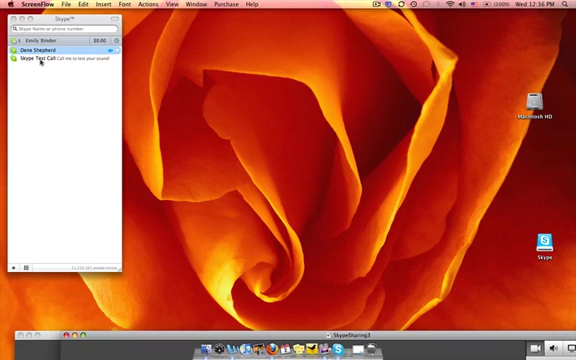 ScreenFlow File Edit Insert Font Actions View Arrange Window Purchase Help (100%) Wed 12:36 PM
Skype™
Skype Name or phone number
Emily Binder $0.00
Dene Shepherd
Skype Test Call Call me to test your sound!
Macintosh HD
Skype
SkypeSharing3